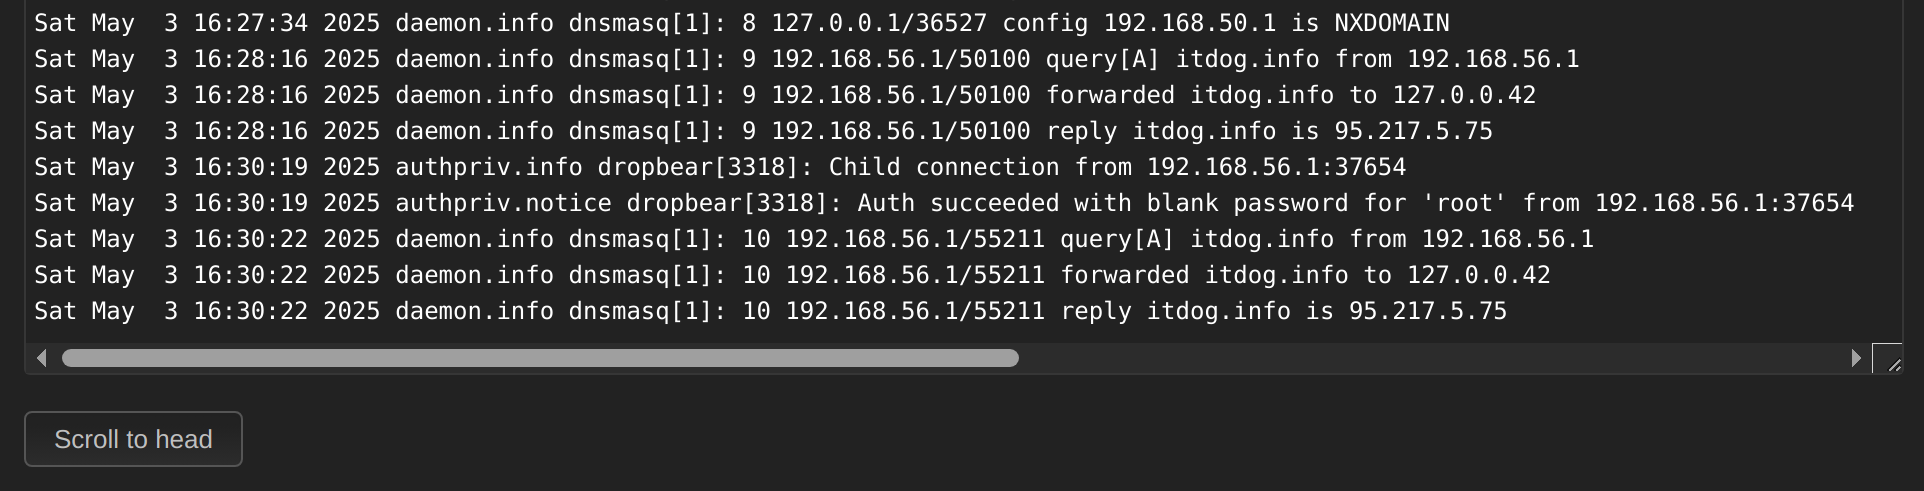 Sat May  3 16:27:34 2025 daemon.info dnsmasq[1]: 8 127.0.0.1/36527 config 192.168.50.1 is NXDOMAIN
Sat May  3 16:28:16 2025 daemon.info dnsmasq[1]: 9 192.168.56.1/50100 query[A] itdog.info from 192.168.56.1
Sat May  3 16:28:16 2025 daemon.info dnsmasq[1]: 9 192.168.56.1/50100 forwarded itdog.info to 127.0.0.42
Sat May  3 16:28:16 2025 daemon.info dnsmasq[1]: 9 192.168.56.1/50100 reply itdog.info is 95.217.5.75
Sat May  3 16:30:19 2025 authpriv.info dropbear[3318]: Child connection from 192.168.56.1:37654
Sat May  3 16:30:19 2025 authpriv.notice dropbear[3318]: Auth succeeded with blank password for 'root' from 192.168.56.1:37654
Sat May  3 16:30:22 2025 daemon.info dnsmasq[1]: 10 192.168.56.1/55211 query[A] itdog.info from 192.168.56.1
Sat May  3 16:30:22 2025 daemon.info dnsmasq[1]: 10 192.168.56.1/55211 forwarded itdog.info to 127.0.0.42
Sat May  3 16:30:22 2025 daemon.info dnsmasq[1]: 10 192.168.56.1/55211 reply itdog.info is 95.217.5.75
Scroll to head